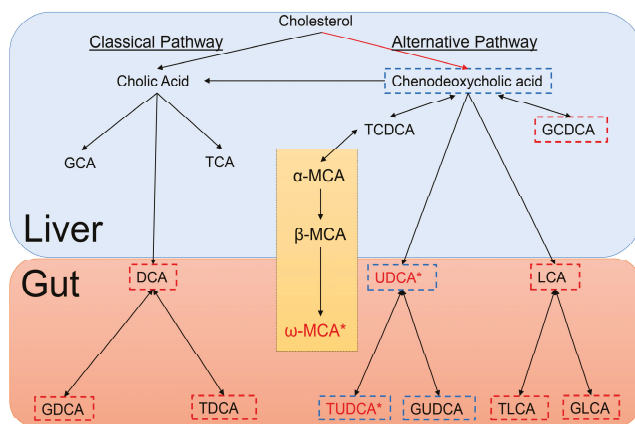 Cholesterol
Classical Pathway
Alternative Pathway
Cholic Acid
Chenodeoxycholic acid
TCDCA
GCDCA
GCA
TCA
α-MCA
β-MCA
Liver
Gut
DCA
UDCA*
LCA
ω-MCA*
GDCA
TDCA
TUDCA*
GUDCA
TLCA
GLCA